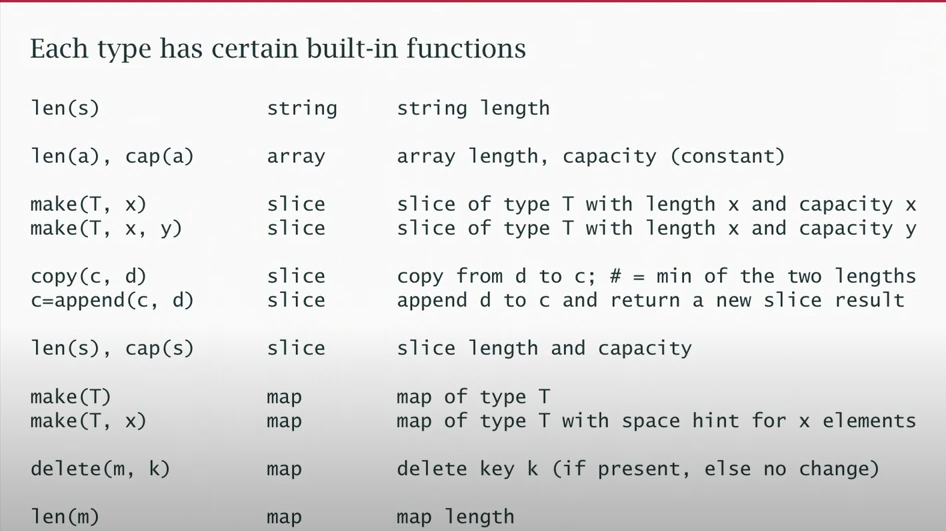 Each type has certain built-in functions
len(s) string string length
len(a), cap(a) array array length, capacity (constant)
make(T, x) slice slice of type T with length x and capacity x
make(T, x, y) slice slice of type T with length x and capacity y
copy(c, d) slice copy from d to c; # = min of the two lengths
c=append(c, d) slice append d to c and return a new slice result
len(s), cap(s) slice slice length and capacity
make(T) map map of type T
make(T, x) map map of type T with space hint for x elements
delete(m, k) map delete key k (if present, else no change)
len(m) map map length